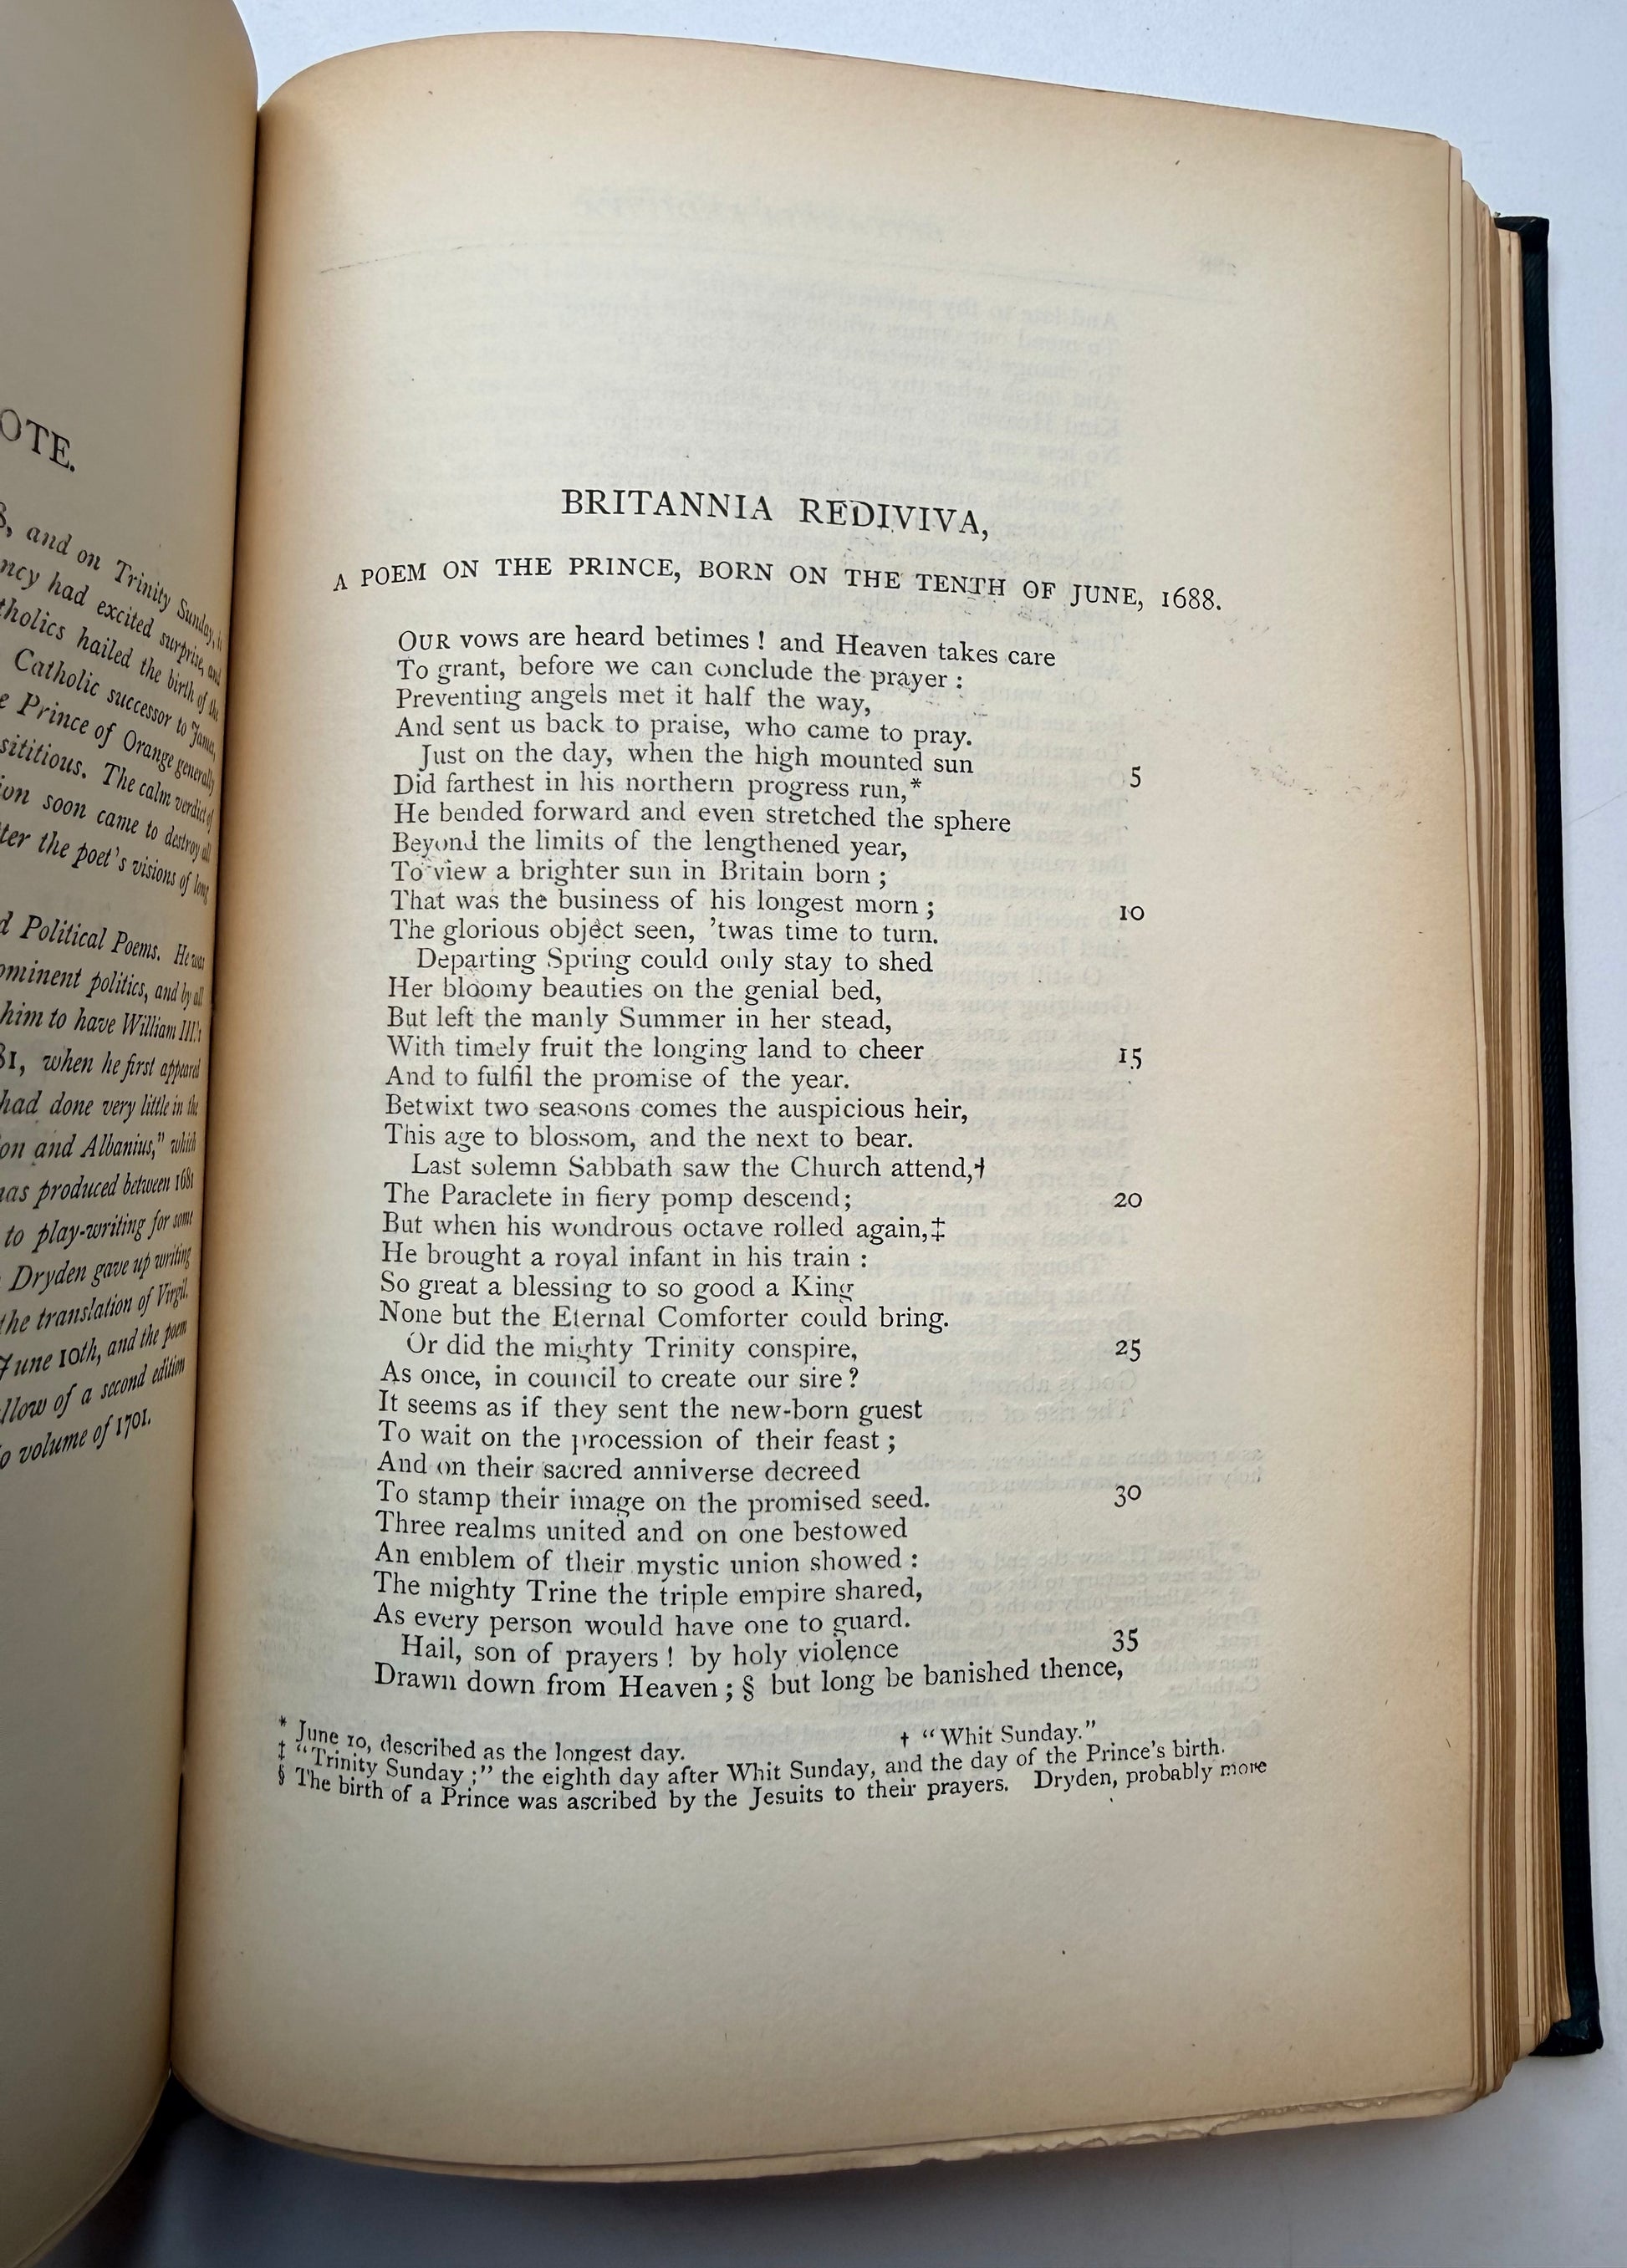 OTE.
8, and on Trinity Sunday, in
ncy had excited surprise, and
tholics hailed the birth of the
Catholic successor to James,
e Prince of Orange generally
sititious. The calm verdict of
ion soon came to destroy all
ter the poet's visions of long
d Political Poems. He was
ominent politics, and by all
him to have William III.'s
81, when he first appeared
had done very little in the
on and Albanius," which
as produced between 1681
to play-writing for some
Dryden gave up writing
the translation of Virgil.
June 10th, and the poem
llow of a second edition
o volume of 1701.
BRITANNIA REDIVIVA,
A POEM ON THE PRINCE, BORN ON THE TENTH OF JUNE, 1688.
OUR vows are heard betimes ! and Heaven takes care
To grant, before we can conclude the prayer :
Preventing angels met it half the way,
And sent us back to praise, who came to pray.
Just on the day, when the high mounted sun 5
Did farthest in his northern progress run,*
He bended forward and even stretched the sphere
Beyond the limits of the lengthened year,
To view a brighter sun in Britain born ;
That was the business of his longest morn ; 10
The glorious object seen, 'twas time to turn.
Departing Spring could only stay to shed
Her bloomy beauties on the genial bed,
But left the manly Summer in her stead,
With timely fruit the longing land to cheer 15
And to fulfil the promise of the year.
Betwixt two seasons comes the auspicious heir,
This age to blossom, and the next to bear.
Last solemn Sabbath saw the Church attend,†
The Paraclete in fiery pomp descend; 20
But when his wondrous octave rolled again,‡
He brought a royal infant in his train :
So great a blessing to so good a King
None but the Eternal Comforter could bring.
Or did the mighty Trinity conspire, 25
As once, in council to create our sire ?
It seems as if they sent the new-born guest
To wait on the procession of their feast ;
And on their sacred anniverse decreed
To stamp their image on the promised seed. 30
Three realms united and on one bestowed
An emblem of their mystic union showed :
The mighty Trine the triple empire shared,
As every person would have one to guard.
Hail, son of prayers ! by holy violence 35
Drawn down from Heaven ; § but long be banished thence,
* June 10, described as the longest day. † "Whit Sunday."
‡ "Trinity Sunday ;" the eighth day after Whit Sunday, and the day of the Prince's birth.
§ The birth of a Prince was ascribed by the Jesuits to their prayers. Dryden, probably more